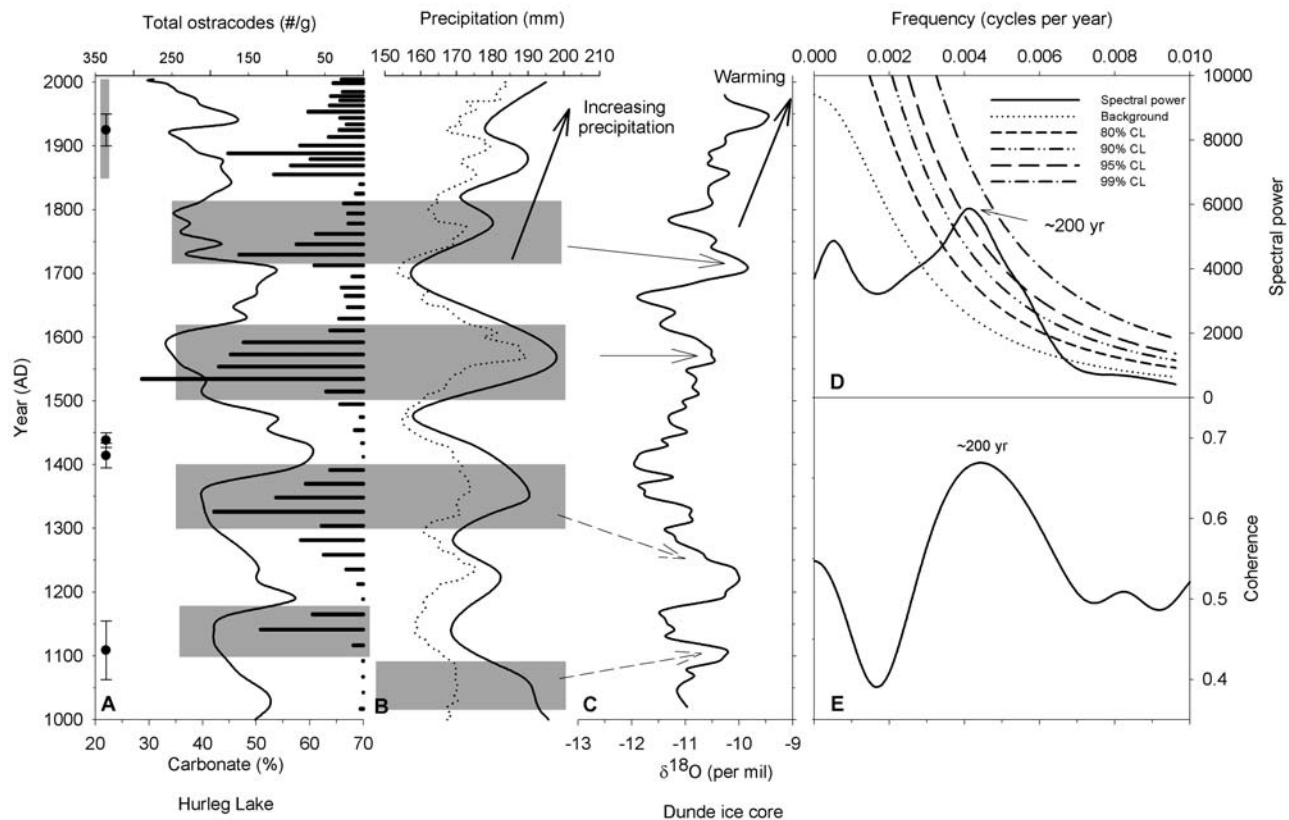 Total ostracodes (#/g)
Precipitation (mm)
Frequency (cycles per year)
350 250 150 50
150 160 170 180 190 200 210
0.000 0.002 0.004 0.006 0.008 0.010
2000
1900
1800
1700
1600
1500
1400
1300
1200
1100
1000
Year (AD)
A
20 30 40 50 60 70
Carbonate (%)
Hurleg Lake
Increasing
precipitation
B
Warming
C
-13 -12 -11 -10 -9
δ18O (per mil)
Dunde ice core
Spectral power
Background
80% CL
90% CL
95% CL
99% CL
~200 yr
D
10000
8000
6000
4000
2000
0
Spectral power
~200 yr
E
0.7
0.6
0.5
0.4
Coherence